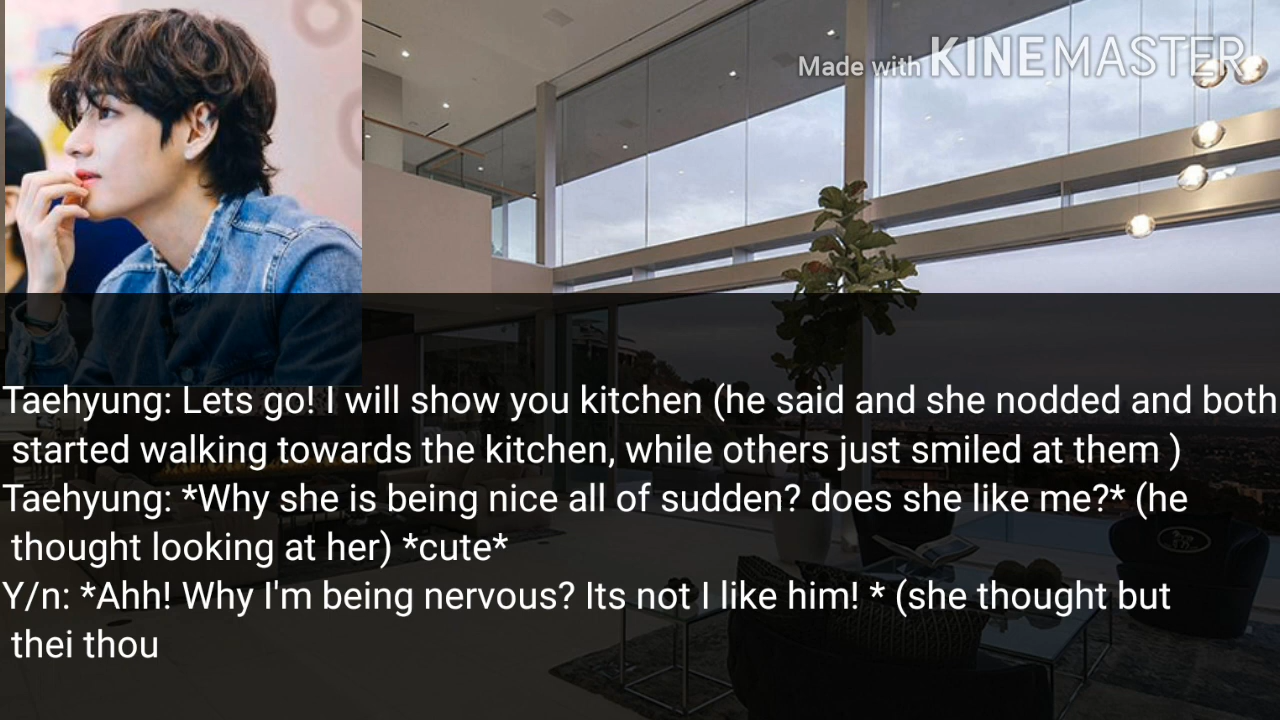 Made with KINEMASTER
Taehyung: Lets go! I will show you kitchen (he said and she nodded and both
started walking towards the kitchen, while others just smiled at them )
Taehyung: *Why she is being nice all of sudden? does she like me?* (he
thought looking at her) *cute*
Y/n: *Ahh! Why I'm being nervous? Its not I like him! * (she thought but
thei thou